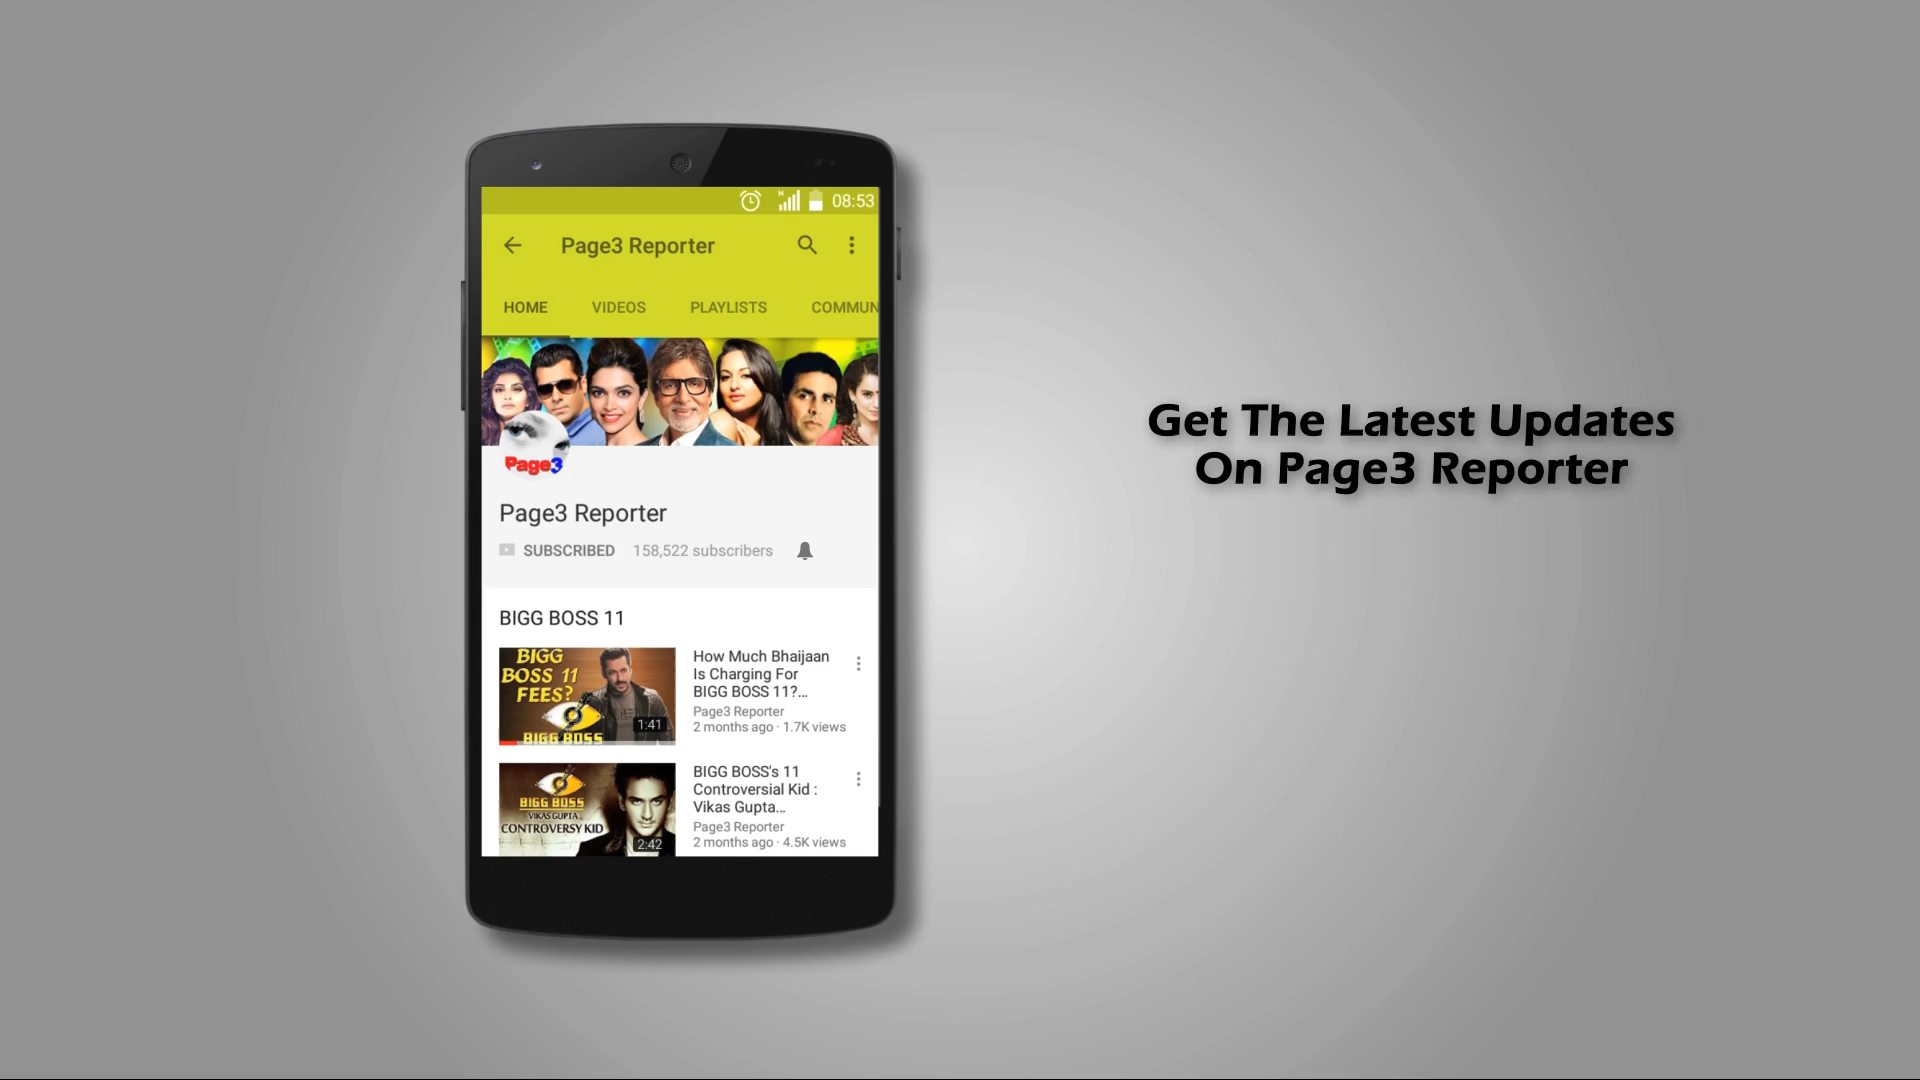 08:53
Page3 Reporter
HOME VIDEOS PLAYLISTS COMMUN
Page3
Page3 Reporter
SUBSCRIBED 158,522 subscribers
BIGG BOSS 11
BIGG
BOSS 11
FEES?
1:41
BIGG BOSS
How Much Bhaijaan
Is Charging For
BIGG BOSS 11?...
Page3 Reporter
2 months ago · 1.7K views
BIGG BOSS
VIKAS GUPTA
CONTROVERSY KID
2:42
BIGG BOSS's 11
Controversial Kid :
Vikas Gupta...
Page3 Reporter
2 months ago · 4.5K views
Get The Latest Updates
On Page3 Reporter